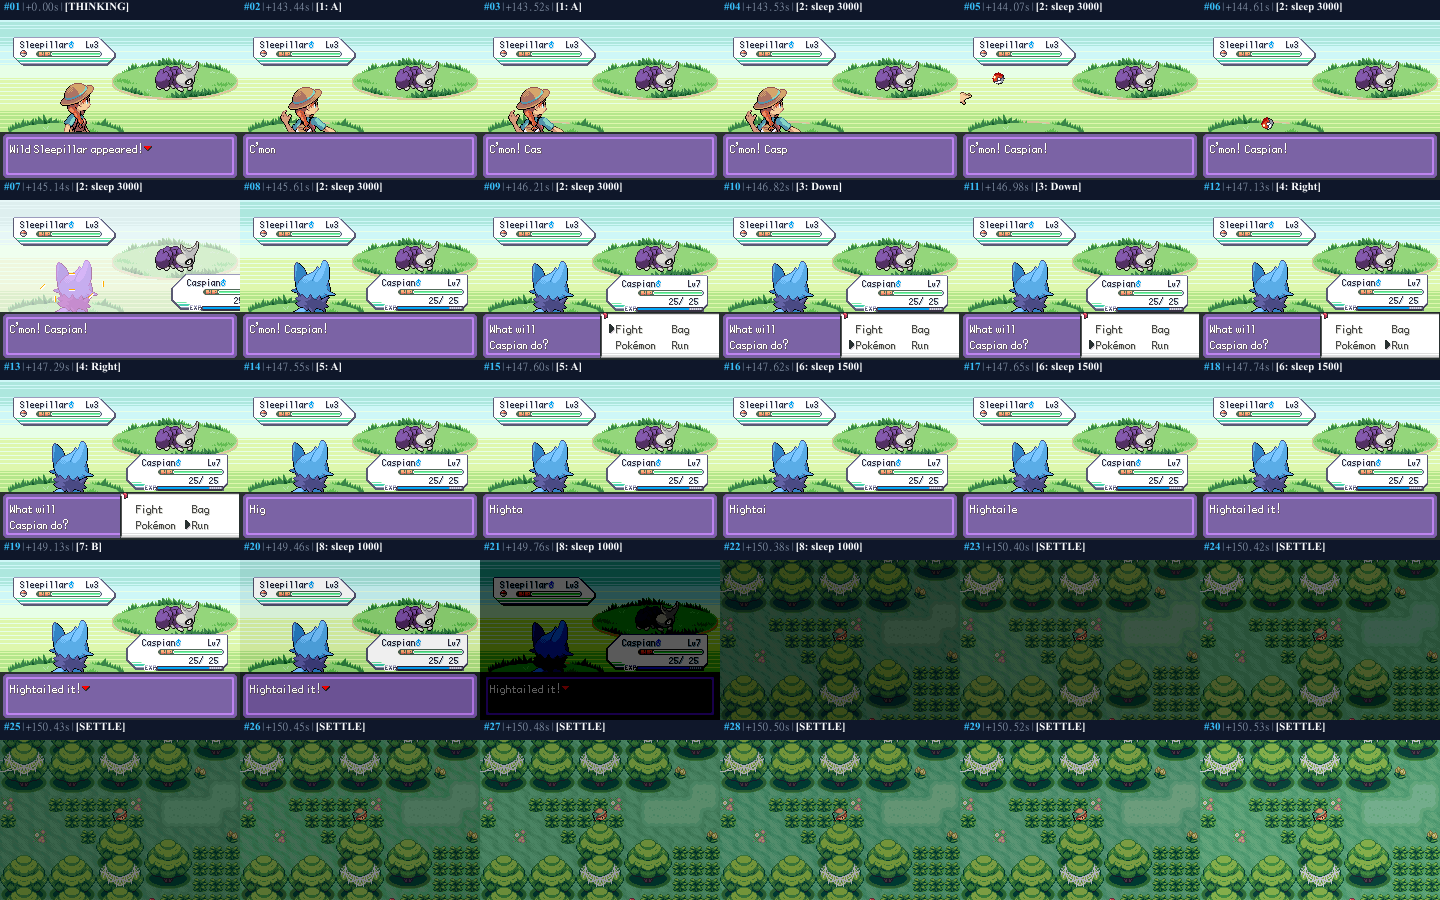 #01 | +0.00s | [THINKING]
#02 | +143.44s | [1: A]
#03 | +143.52s | [1: A]
#04 | +143.53s | [2: sleep 3000]
#05 | +144.07s | [2: sleep 3000]
#06 | +144.61s | [2: sleep 3000]
Sleepillar♂ Lv3
Sleepillar♂ Lv3
Sleepillar♂ Lv3
Sleepillar♂ Lv3
Sleepillar♂ Lv3
Sleepillar♂ Lv3
Wild Sleepillar appeared!
C'mon
C'mon! Cas
C'mon! Casp
C'mon! Caspian!
C'mon! Caspian!
#07 | +145.14s | [2: sleep 3000]
#08 | +145.61s | [2: sleep 3000]
#09 | +146.21s | [2: sleep 3000]
#10 | +146.82s | [3: Down]
#11 | +146.98s | [3: Down]
#12 | +147.13s | [4: Right]
Sleepillar♂ Lv3
Caspian♂
25
EXP
C'mon! Caspian!
Sleepillar♂ Lv3
Caspian♂ Lv7
25/ 25
EXP
C'mon! Caspian!
Sleepillar♂ Lv3
Caspian♂ Lv7
25/ 25
EXP
What will
Caspian do?
Fight Bag
Pokémon Run
Sleepillar♂ Lv3
Caspian♂ Lv7
25/ 25
EXP
What will
Caspian do?
Fight Bag
Pokémon Run
Sleepillar♂ Lv3
Caspian♂ Lv7
25/ 25
EXP
What will
Caspian do?
Fight Bag
Pokémon Run
Sleepillar♂ Lv3
Caspian♂ Lv7
25/ 25
EXP
What will
Caspian do?
Fight Bag
Pokémon Run
#13 | +147.29s | [4: Right]
#14 | +147.55s | [5: A]
#15 | +147.60s | [5: A]
#16 | +147.62s | [6: sleep 1500]
#17 | +147.65s | [6: sleep 1500]
#18 | +147.74s | [6: sleep 1500]
Sleepillar♂ Lv3
Caspian♂ Lv7
25/ 25
EXP
What will
Caspian do?
Fight Bag
Pokémon Run
Sleepillar♂ Lv3
Caspian♂ Lv7
25/ 25
EXP
Hig
Sleepillar♂ Lv3
Caspian♂ Lv7
25/ 25
EXP
Highta
Sleepillar♂ Lv3
Caspian♂ Lv7
25/ 25
EXP
Hightai
Sleepillar♂ Lv3
Caspian♂ Lv7
25/ 25
EXP
Hightaile
Sleepillar♂ Lv3
Caspian♂ Lv7
25/ 25
EXP
Hightailed it!
#19 | +149.13s | [7: B]
#20 | +149.46s | [8: sleep 1000]
#21 | +149.76s | [8: sleep 1000]
#22 | +150.38s | [8: sleep 1000]
#23 | +150.40s | [SETTLE]
#24 | +150.42s | [SETTLE]
Sleepillar♂ Lv3
Caspian♂ Lv7
25/ 25
EXP
Hightailed it!
Sleepillar♂ Lv3
Caspian♂ Lv7
25/ 25
EXP
Hightailed it!
Sleepillar♂ Lv3
Caspian♂ Lv7
25/ 25
EXP
Hightailed it!
#25 | +150.43s | [SETTLE]
#26 | +150.45s | [SETTLE]
#27 | +150.48s | [SETTLE]
#28 | +150.50s | [SETTLE]
#29 | +150.52s | [SETTLE]
#30 | +150.53s | [SETTLE]